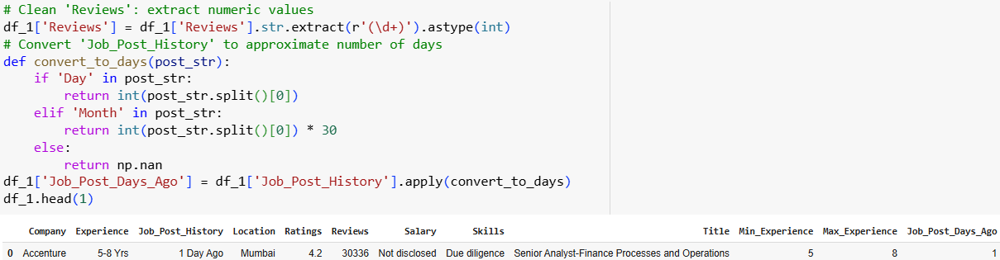 # Clean 'Reviews': extract numeric values
df_1['Reviews'] = df_1['Reviews'].str.extract(r'(\d+)').astype(int)
# Convert 'Job_Post_History' to approximate number of days
def convert_to_days(post_str):
    if 'Day' in post_str:
        return int(post_str.split()[0])
    elif 'Month' in post_str:
        return int(post_str.split()[0]) * 30
    else:
        return np.nan
df_1['Job_Post_Days_Ago'] = df_1['Job_Post_History'].apply(convert_to_days)
df_1.head(1)
Company Experience Job_Post_History Location Ratings Reviews Salary Skills Title Min_Experience Max_Experience Job_Post_Days_Ago
0 Accenture 5-8 Yrs 1 Day Ago Mumbai 4.2 30336 Not disclosed Due diligence Senior Analyst-Finance Processes and Operations 5 8 1